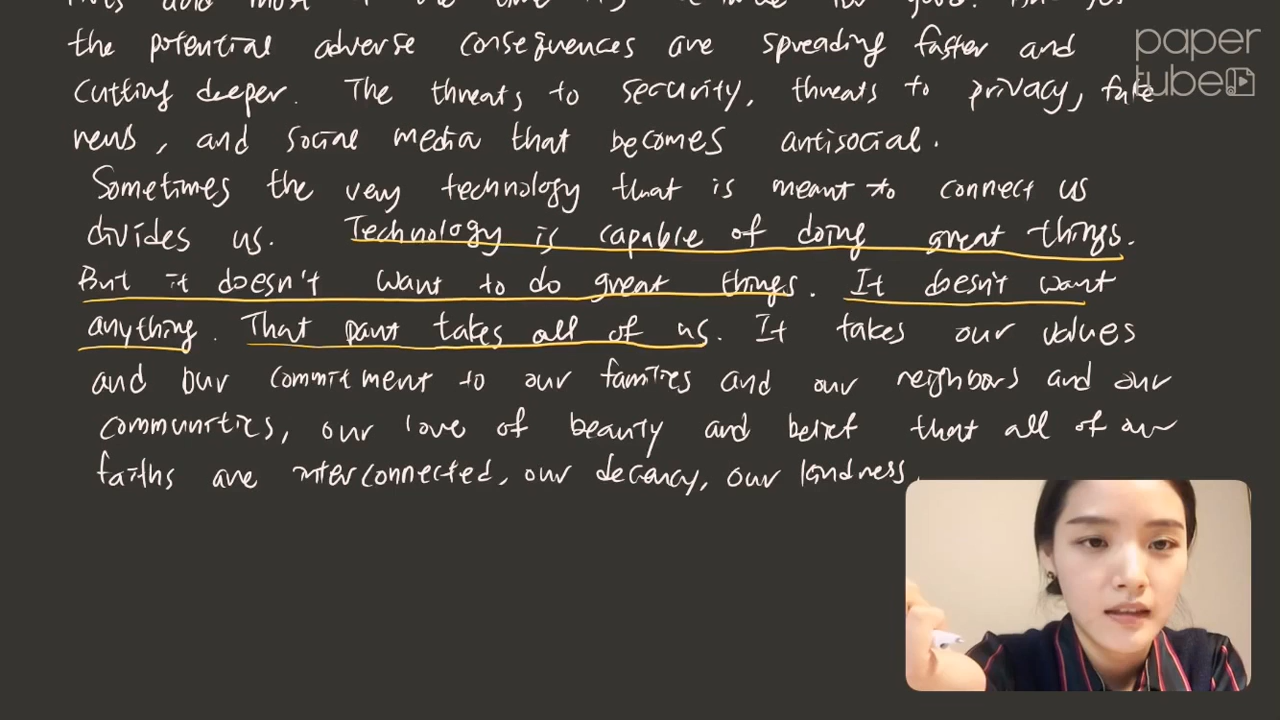 the potential adverse consequences are spreading faster and
cutting deeper. The threats to security, threats to privacy, fake
news, and social media that becomes antisocial.
Sometimes the very technology that is meant to connect us
divides us. Technology is capable of doing great things.
But it doesn't want to do great things. It doesn't want
anything. That part takes all of us. It takes our values
and our commitment to our families and our neighbors and our
communities, our love of beauty and belief that all of our
faiths are interconnected, our decency, our kindness.
paper
tube